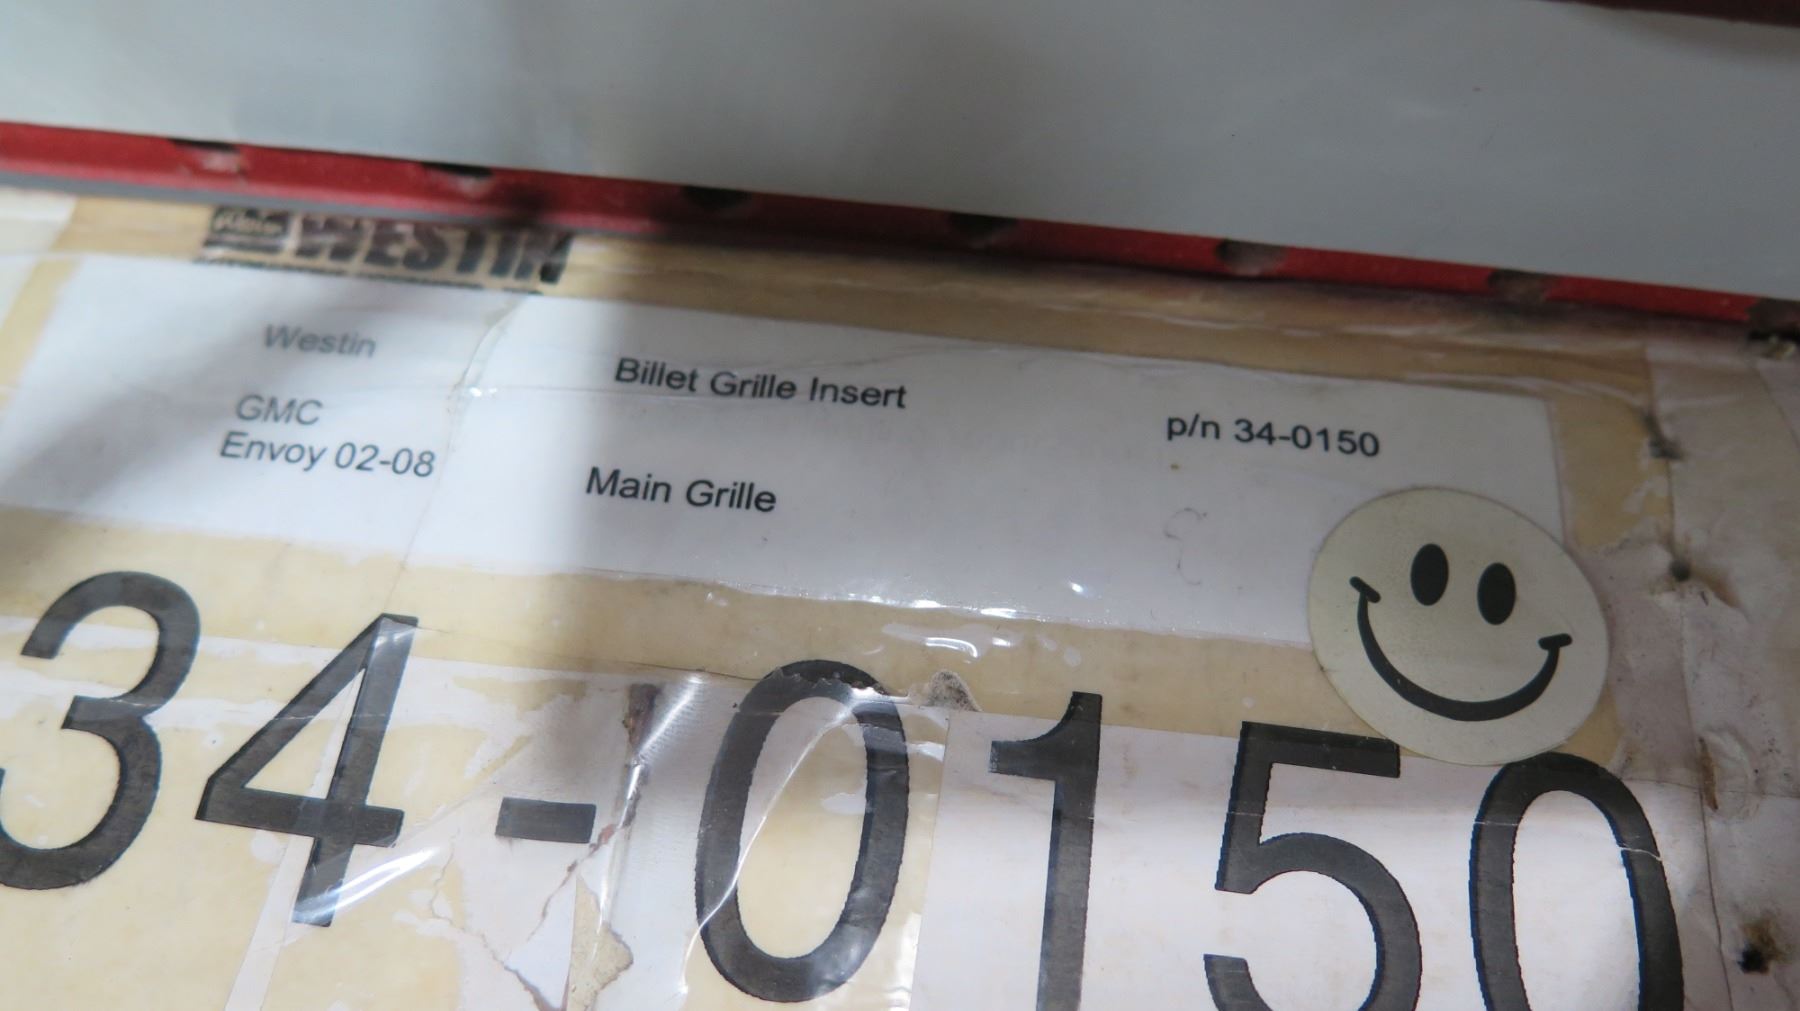 WESTIN
Westin
Billet Grille Insert
p/n 34-0150
GMC
Envoy 02-08
Main Grille
34-0150